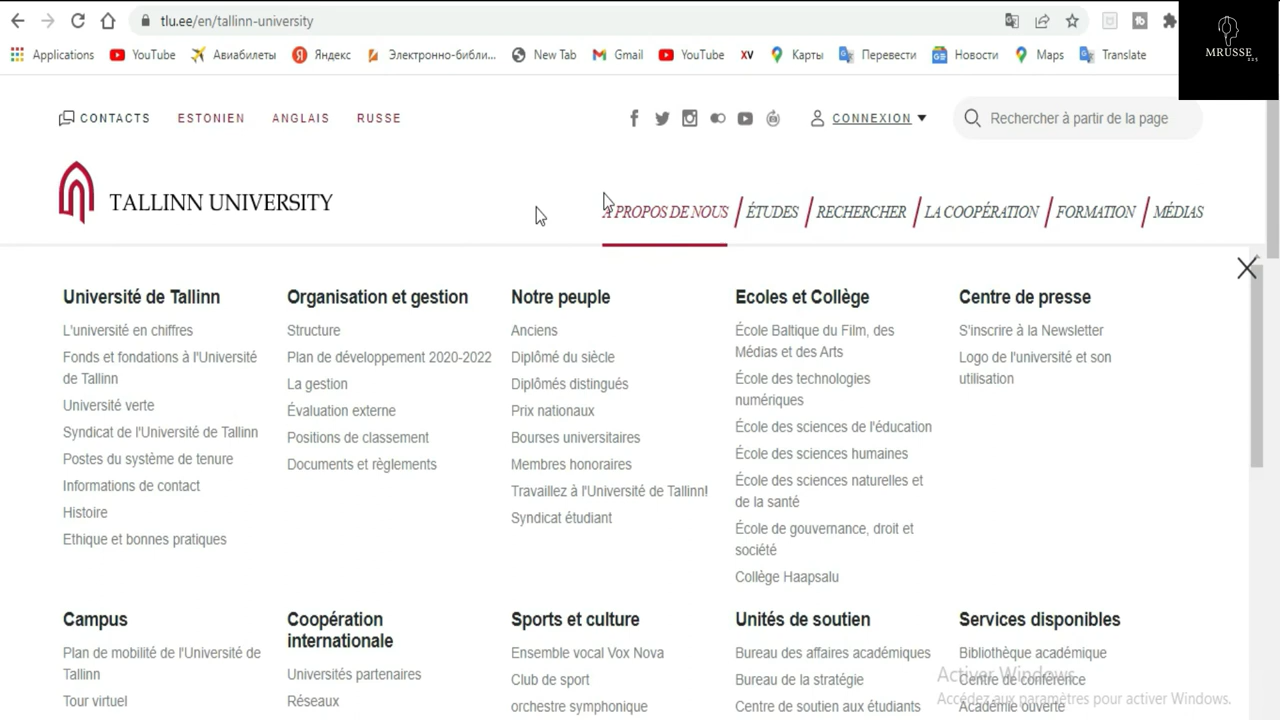 tlu.ee/en/tallinn-university
Applications YouTube Авиабилеты Яндекс Электронно-библи... New Tab Gmail YouTube XV Карты Перевести Новости Maps Translate
MRUSSE
225
CONTACTS ESTONIEN ANGLAIS RUSSE CONNEXION Rechercher à partir de la page
TALLINN UNIVERSITY
À PROPOS DE NOUS / ÉTUDES / RECHERCHER / LA COOPÉRATION / FORMATION / MÉDIAS
Université de Tallinn
L'université en chiffres
Fonds et fondations à l'Université
de Tallinn
Université verte
Syndicat de l'Université de Tallinn
Postes du système de tenure
Informations de contact
Histoire
Ethique et bonnes pratiques
Organisation et gestion
Structure
Plan de développement 2020-2022
La gestion
Évaluation externe
Positions de classement
Documents et règlements
Notre peuple
Anciens
Diplômé du siècle
Diplômés distingués
Prix nationaux
Bourses universitaires
Membres honoraires
Travaillez à l'Université de Tallinn!
Syndicat étudiant
Ecoles et Collège
École Baltique du Film, des
Médias et des Arts
École des technologies
numériques
École des sciences de l'éducation
École des sciences humaines
École des sciences naturelles et
de la santé
École de gouvernance, droit et
société
Collège Haapsalu
Centre de presse
S'inscrire à la Newsletter
Logo de l'université et son
utilisation
Campus
Plan de mobilité de l'Université de
Tallinn
Tour virtuel
Coopération
internationale
Universités partenaires
Réseaux
Sports et culture
Ensemble vocal Vox Nova
Club de sport
orchestre symphonique
Unités de soutien
Bureau des affaires académiques
Bureau de la stratégie
Centre de soutien aux étudiants
Services disponibles
Bibliothèque académique
Centre de conférence
Académie ouverte
Activer Windows
Accédez aux paramètres pour activer Windows.